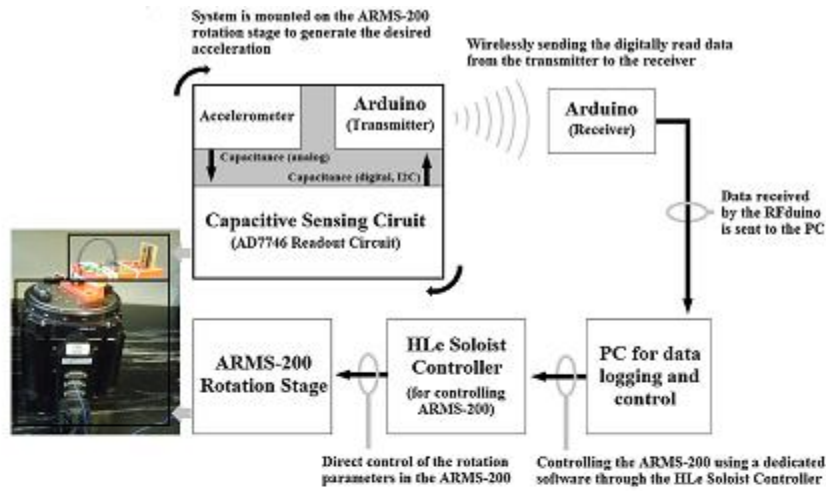 System is mounted on the ARMS-200
rotation stage to generate the desired
acceleration
Wirelessly sending the digitally read data
from the transmitter to the receiver
Accelerometer
Arduino
(Transmitter)
Arduino
(Receiver)
Capacitance (analog)
Capacitance (digital, I2C)
Capacitive Sensing Ciruit
(AD7746 Readout Circuit)
Data received
by the RFduino
is sent to the PC
ARMS-200
Rotation Stage
HLe Soloist
Controller
(for controlling
ARMS-200)
PC for data
logging and
control
Direct control of the rotation
parameters in the ARMS-200
Controlling the ARMS-200 using a dedicated
software through the HLe Soloist Controller